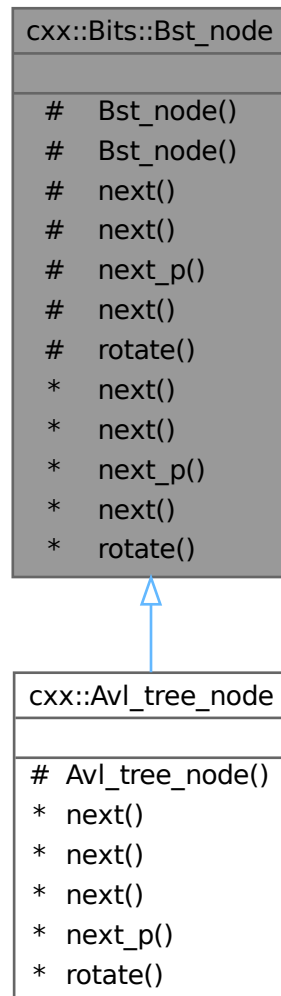 cxx::Bits::Bst_node
# Bst_node()
# Bst_node()
# next()
# next()
# next_p()
# next()
# rotate()
* next()
* next()
* next_p()
* next()
* rotate()
cxx::Avl_tree_node
# Avl_tree_node()
* next()
* next()
* next()
* next_p()
* rotate()